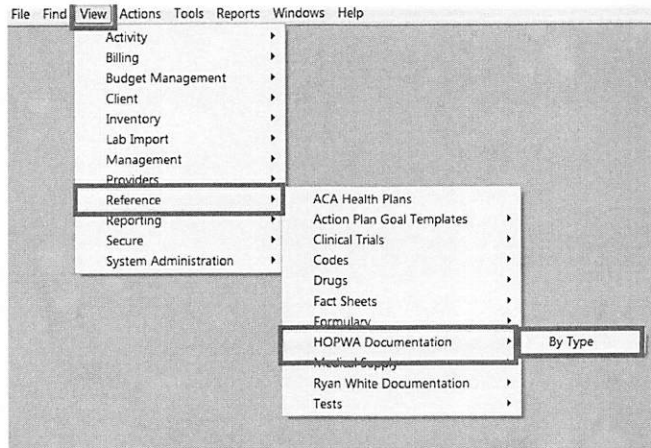 File Find View Actions Tools Reports Windows Help
Activity
Billing
Budget Management
Client
Inventory
Lab Import
Management
Providers
Reference
Reporting
Secure
System Administration
ACA Health Plans
Action Plan Goal Templates
Clinical Trials
Codes
Drugs
Fact Sheets
Formulary
HOPWA Documentation
By Type
Medical Supply
Ryan White Documentation
Tests